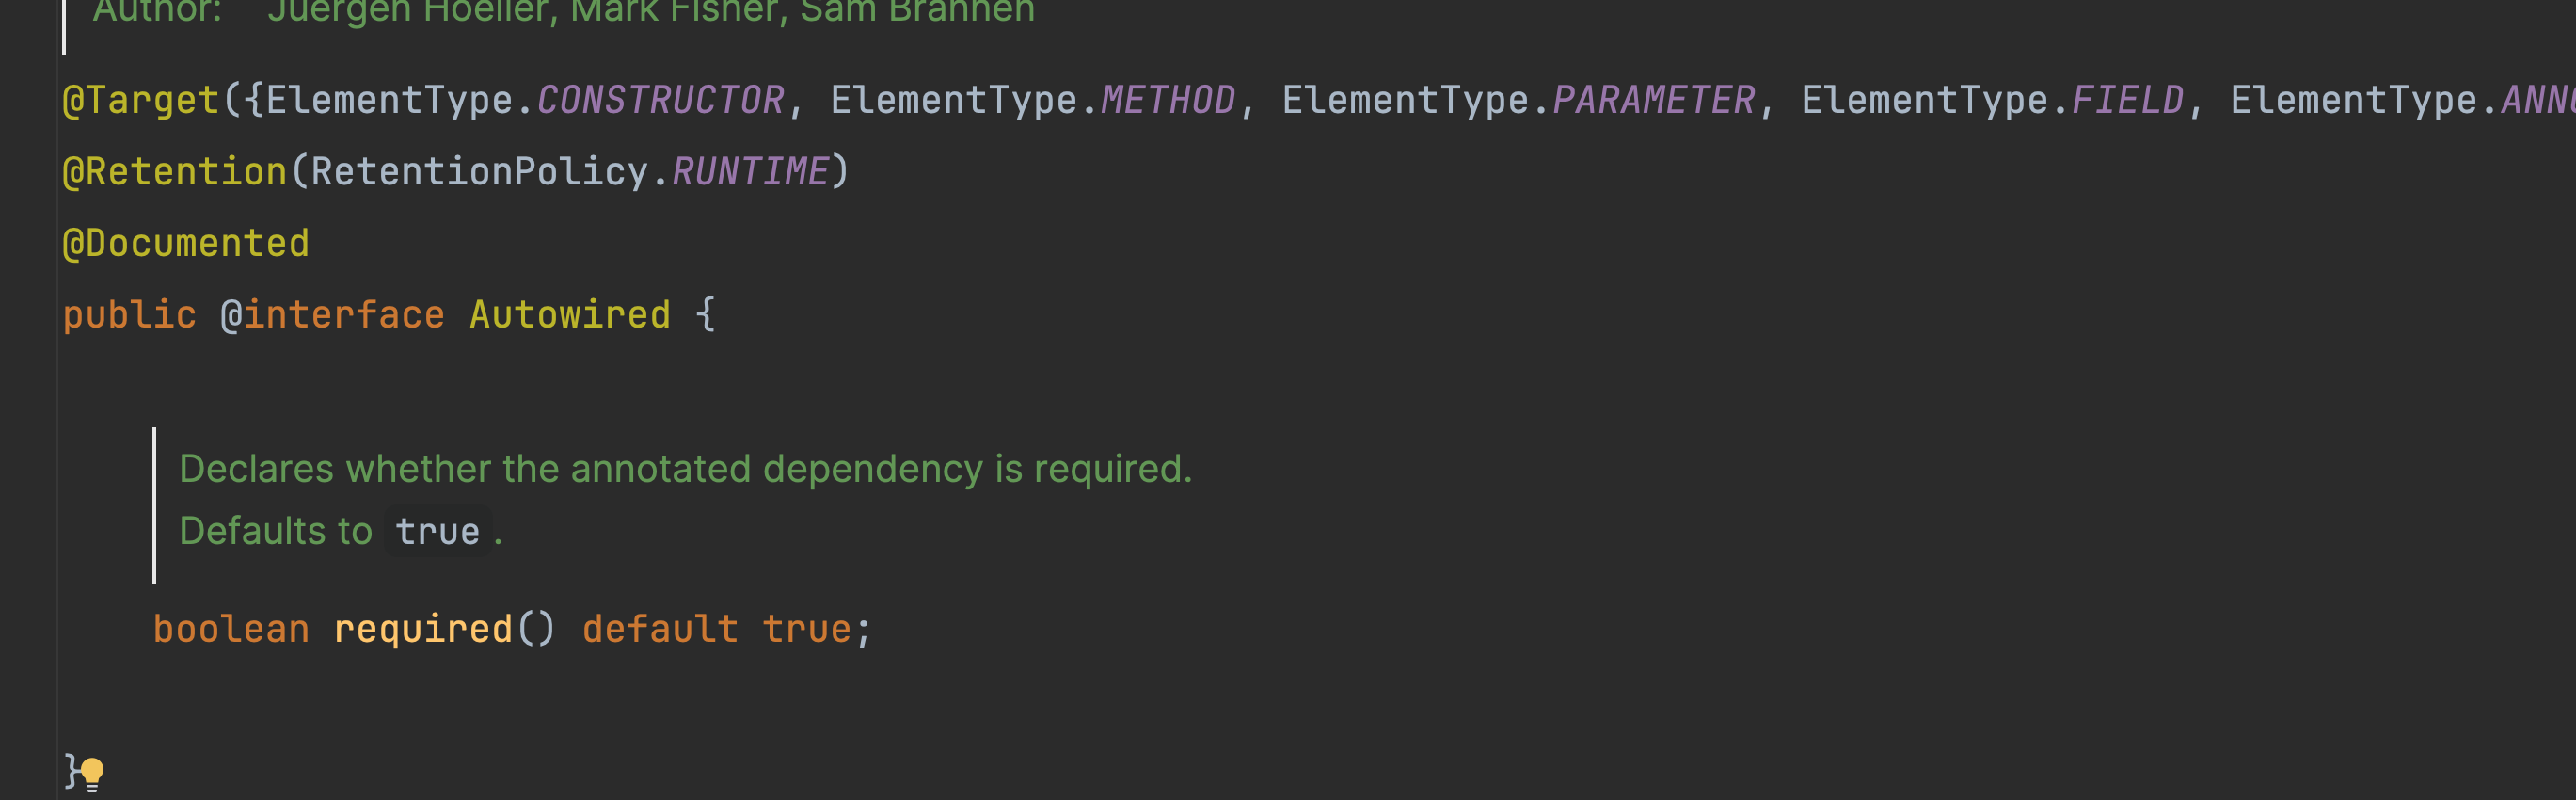 Author: Juergen Hoeller, Mark Fisher, Sam Brannen
@Target({ElementType.CONSTRUCTOR, ElementType.METHOD, ElementType.PARAMETER, ElementType.FIELD, ElementType.ANNO
@Retention(RetentionPolicy.RUNTIME)
@Documented
public @interface Autowired {
Declares whether the annotated dependency is required.
Defaults to true .
boolean required() default true;
}